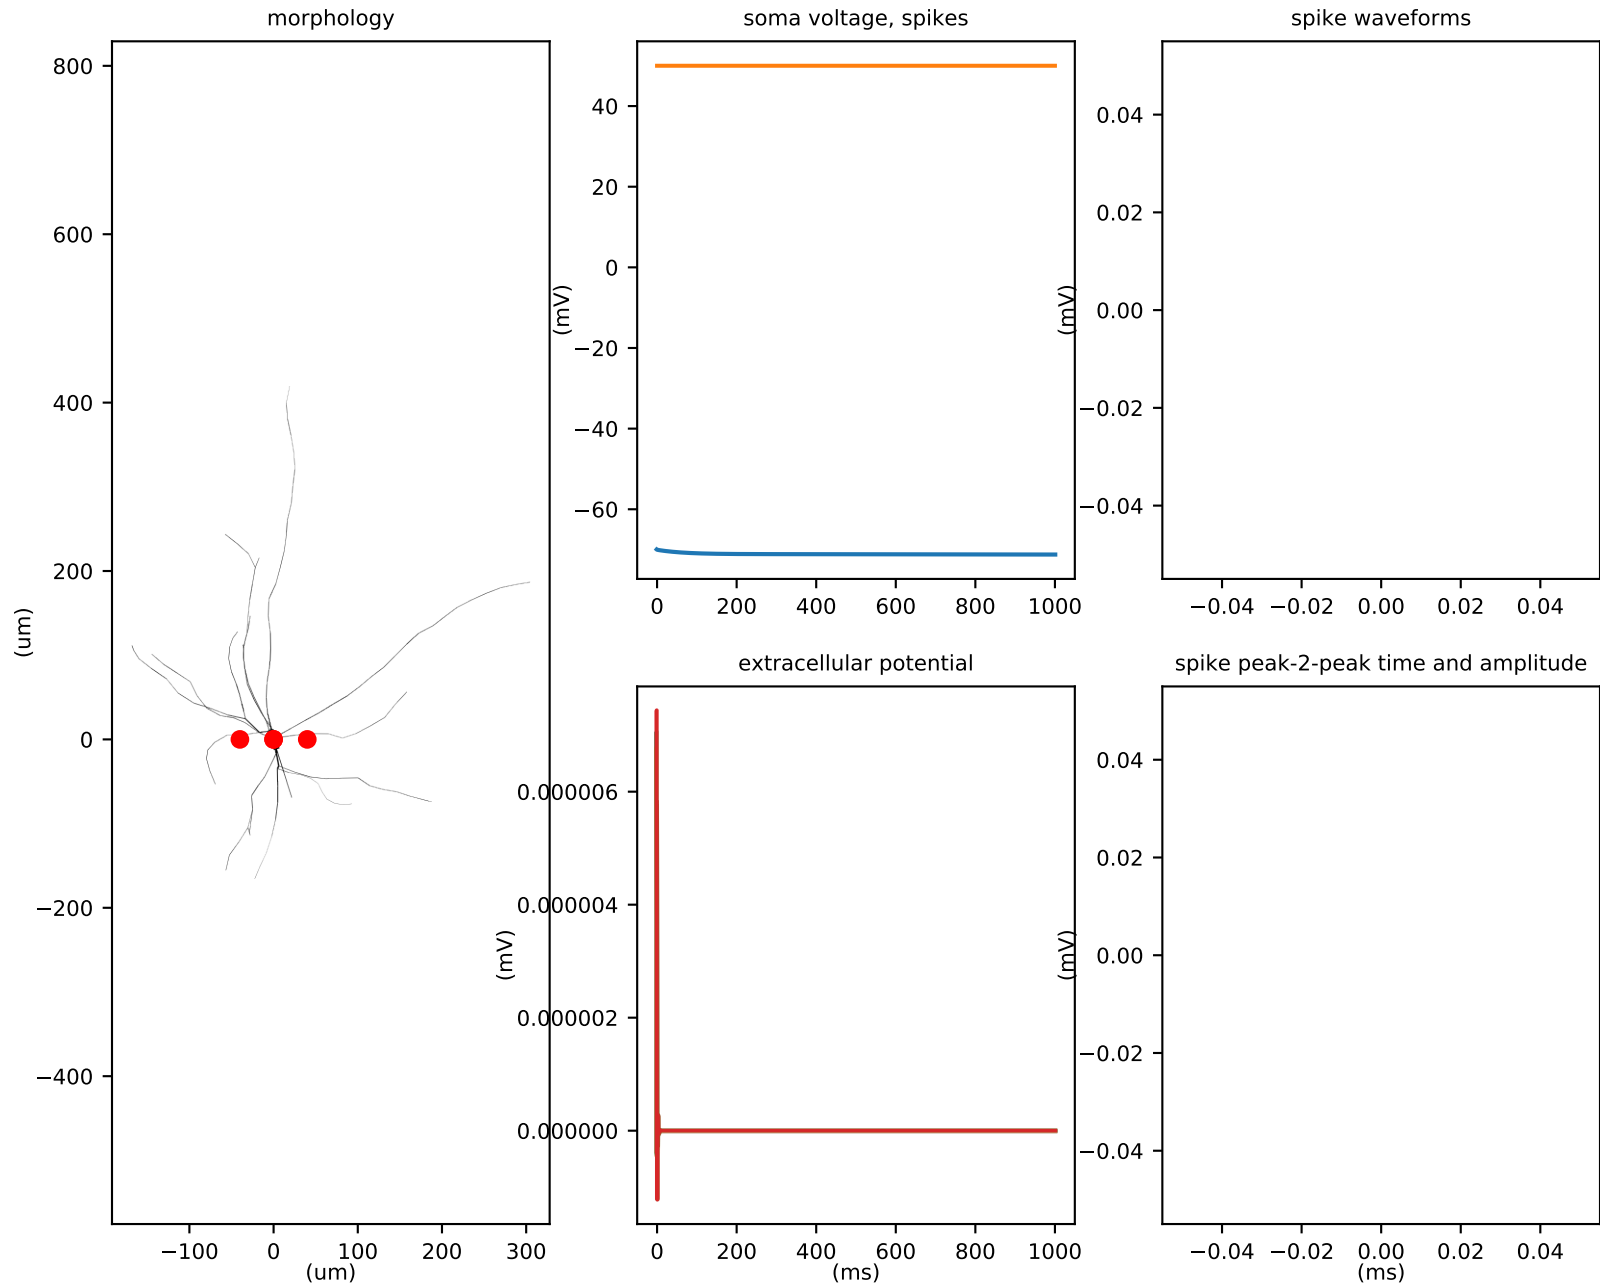 morphology
800
600
400
200
0
−200
−400
(um)
−100 0 100 200 300
(um)
soma voltage, spikes
40
20
0
−20
−40
−60
(mV)
0 200 400 600 800 1000
spike waveforms
0.04
0.02
0.00
−0.02
−0.04
(mV)
−0.04 −0.02 0.00 0.02 0.04
extracellular potential
0.000006
0.000004
0.000002
0.000000
(mV)
0 200 400 600 800 1000
(ms)
spike peak-2-peak time and amplitude
0.04
0.02
0.00
−0.02
−0.04
(mV)
−0.04 −0.02 0.00 0.02 0.04
(ms)